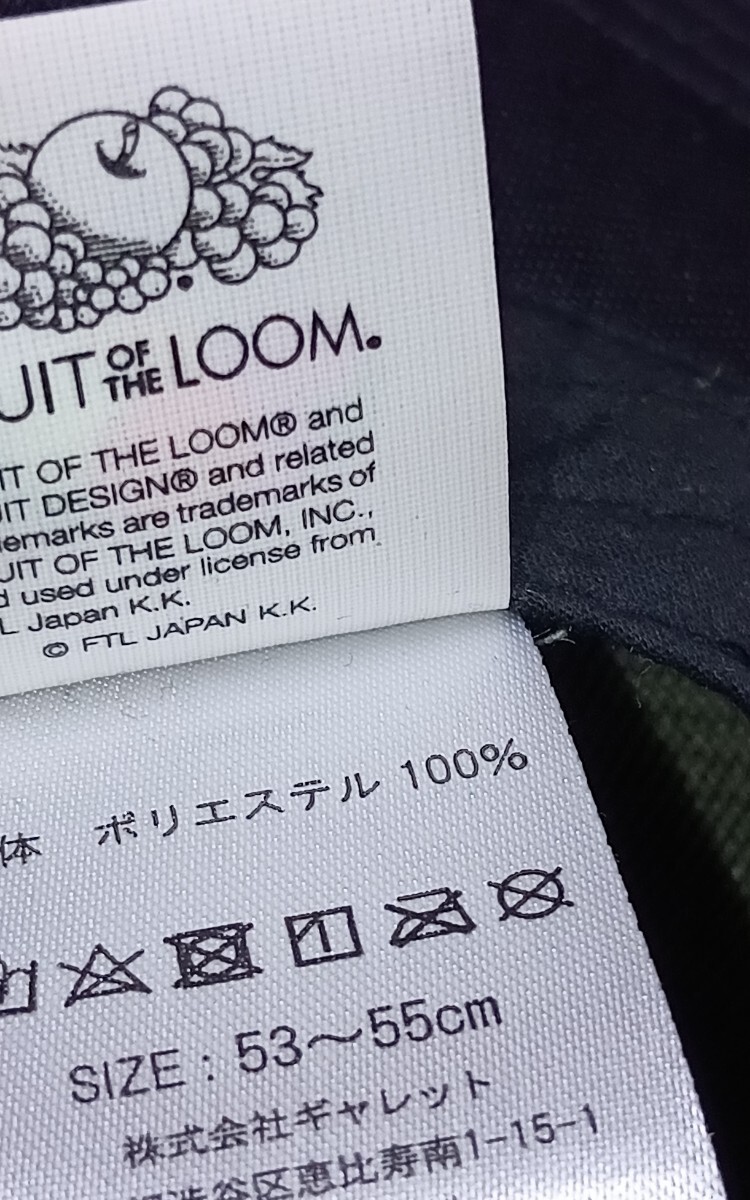 UIT OF THE LOOM.
IT OF THE LOOM® and
IT DESIGN® and related
emarks are trademarks of
UIT OF THE LOOM, INC.,
d used under license from
L Japan K.K.
© FTL JAPAN K.K.
体 ポリエステル 100%
SIZE : 53〜55cm
株式会社ギャレット
渋谷区恵比寿南1-15-1